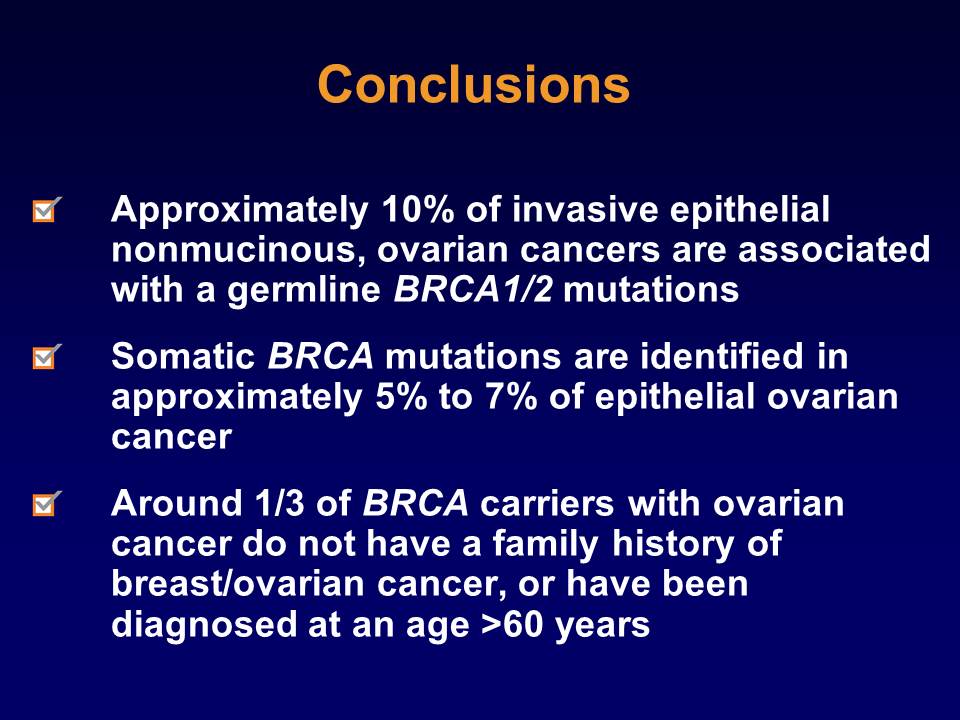 Conclusions
Approximately 10% of invasive epithelial
nonmucinous, ovarian cancers are associated
with a germline BRCA1/2 mutations
Somatic BRCA mutations are identified in
approximately 5% to 7% of epithelial ovarian
cancer
Around 1/3 of BRCA carriers with ovarian
cancer do not have a family history of
breast/ovarian cancer, or have been
diagnosed at an age >60 years